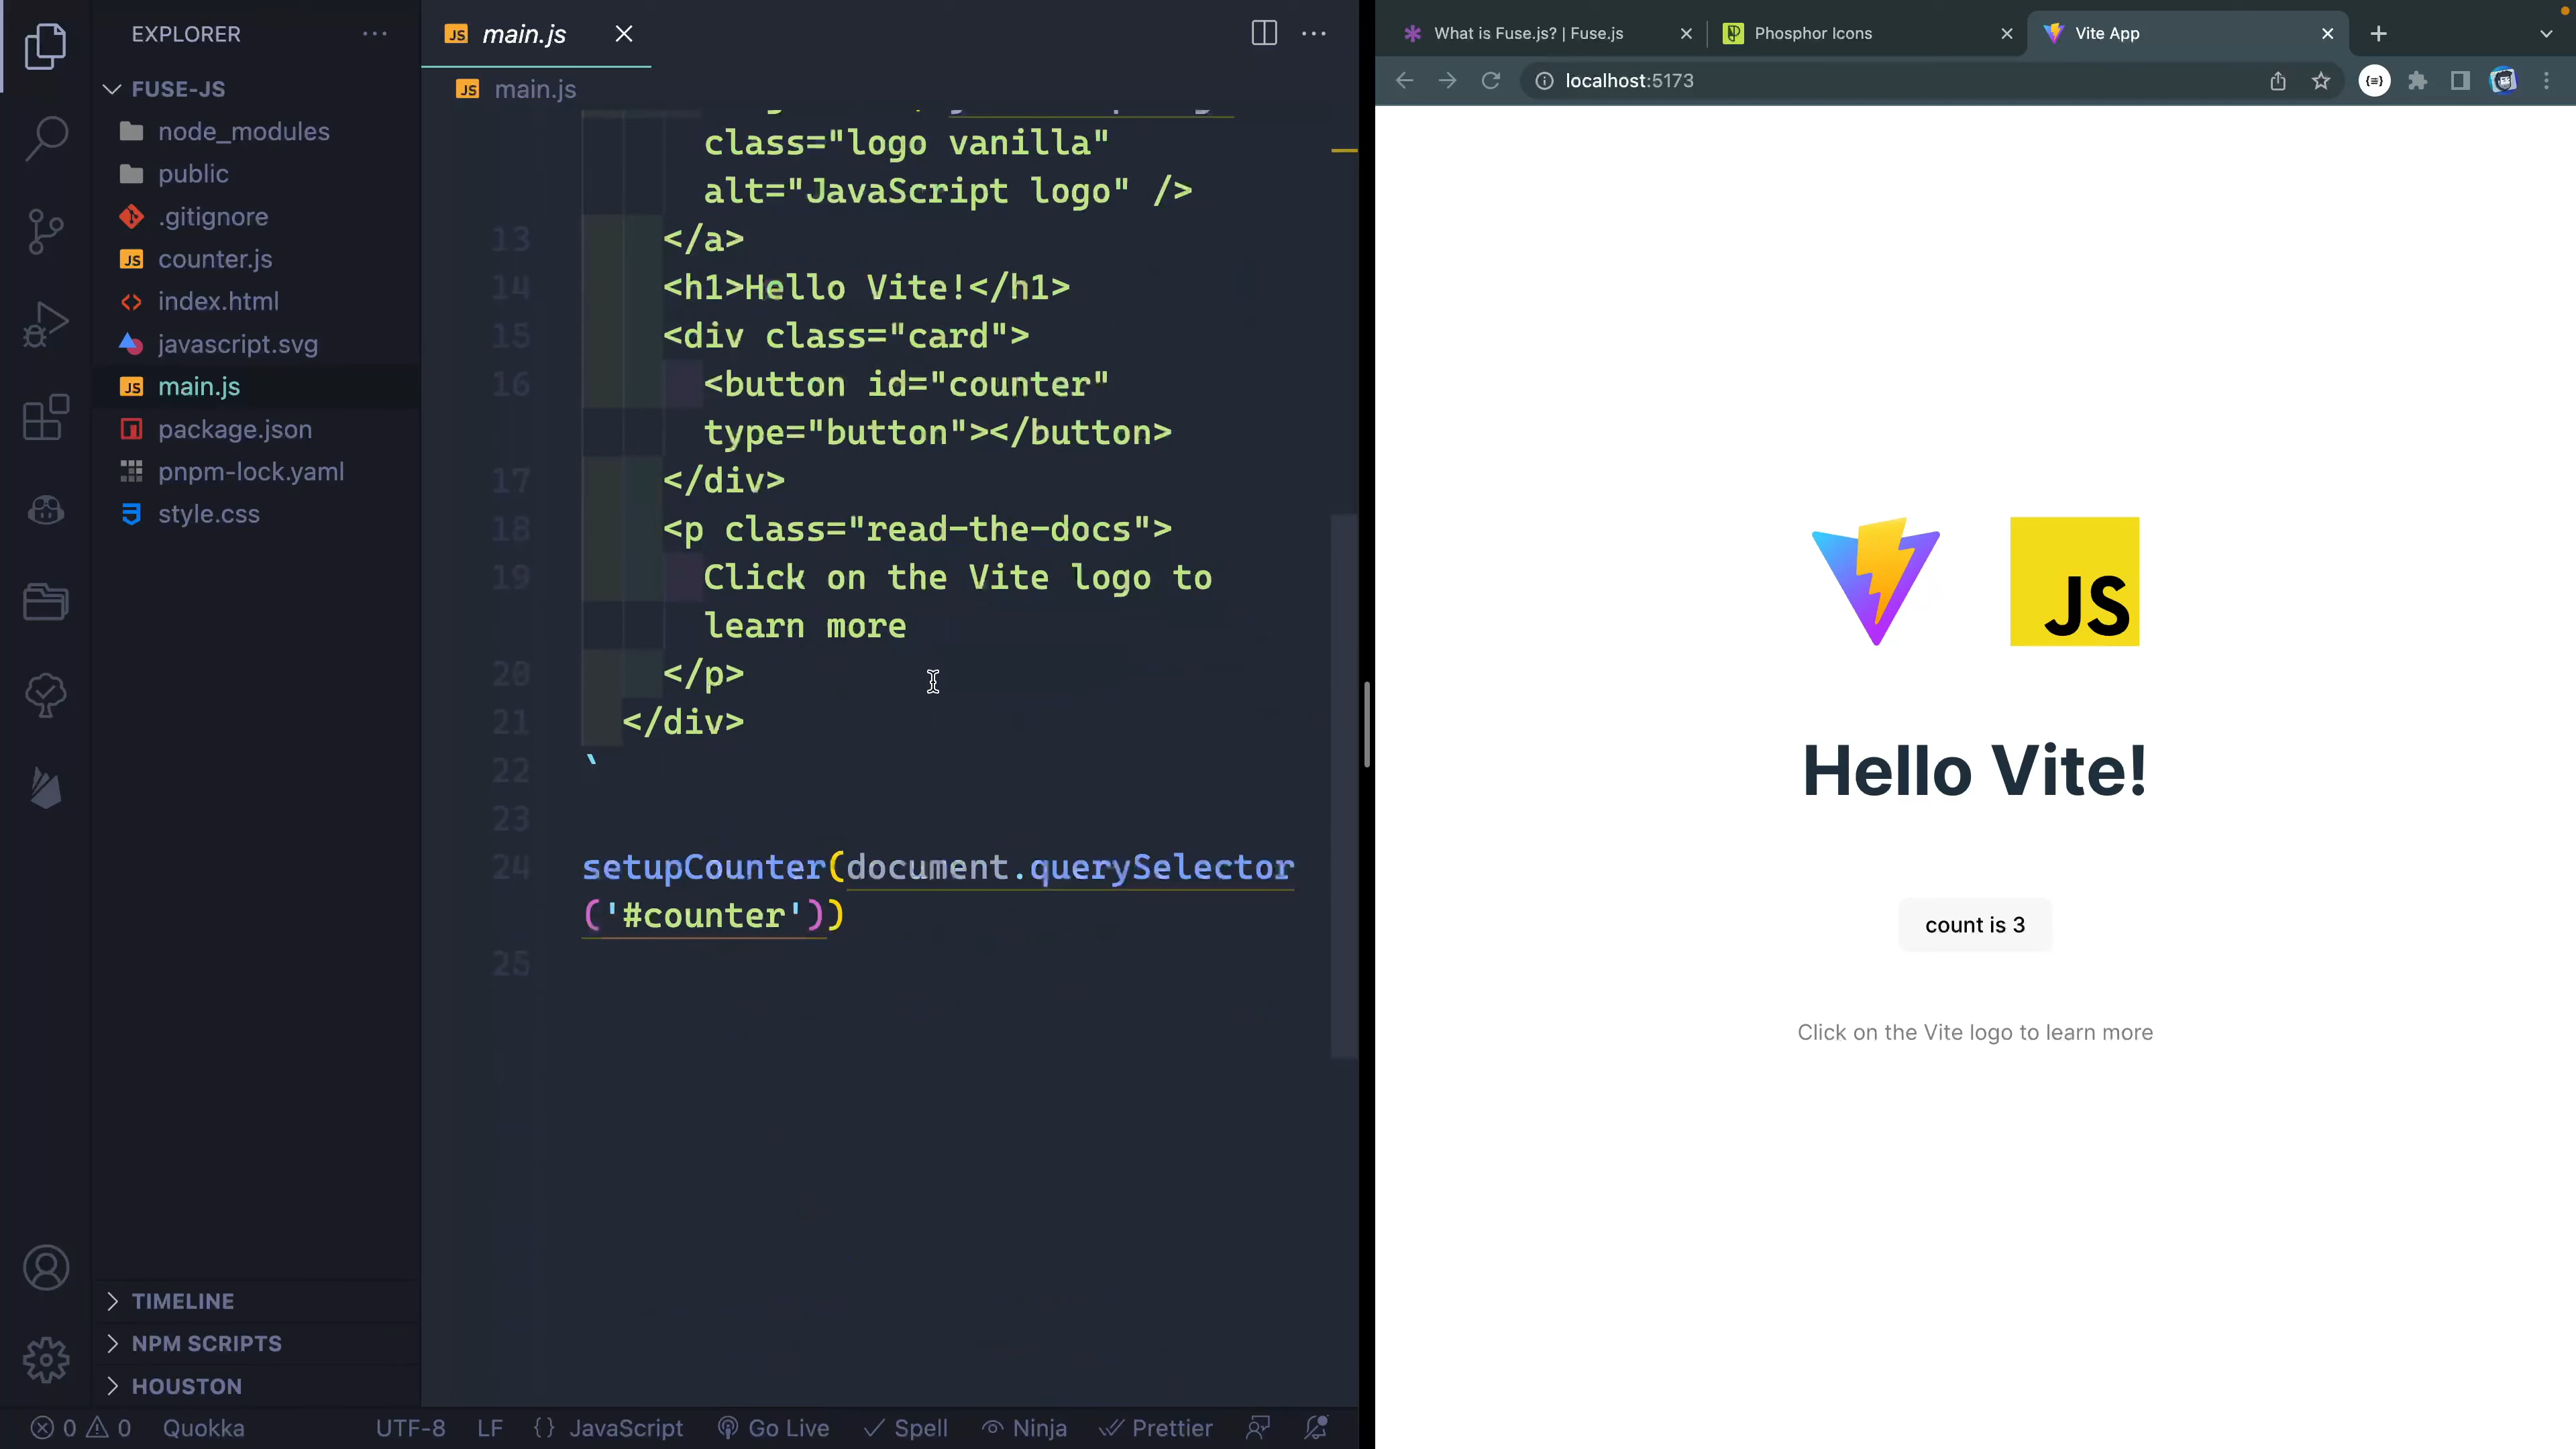 EXPLORER
FUSE-JS
node_modules
public
.gitignore
counter.js
index.html
javascript.svg
main.js
package.json
pnpm-lock.yaml
style.css
TIMELINE
NPM SCRIPTS
HOUSTON
main.js
main.js
class="logo vanilla"
alt="JavaScript logo" />
13 </a>
14 <h1>Hello Vite!</h1>
15 <div class="card">
16 <button id="counter"
type="button"></button>
17 </div>
18 <p class="read-the-docs">
19 Click on the Vite logo to
learn more
20 </p>
21 </div>
22 `
23
24 setupCounter(document.querySelector
('#counter'))
25
0 0 Quokka UTF-8 LF {} JavaScript Go Live Spell Ninja Prettier
What is Fuse.js? | Fuse.js
Phosphor Icons
Vite App
localhost:5173
JS
Hello Vite!
count is 3
Click on the Vite logo to learn more